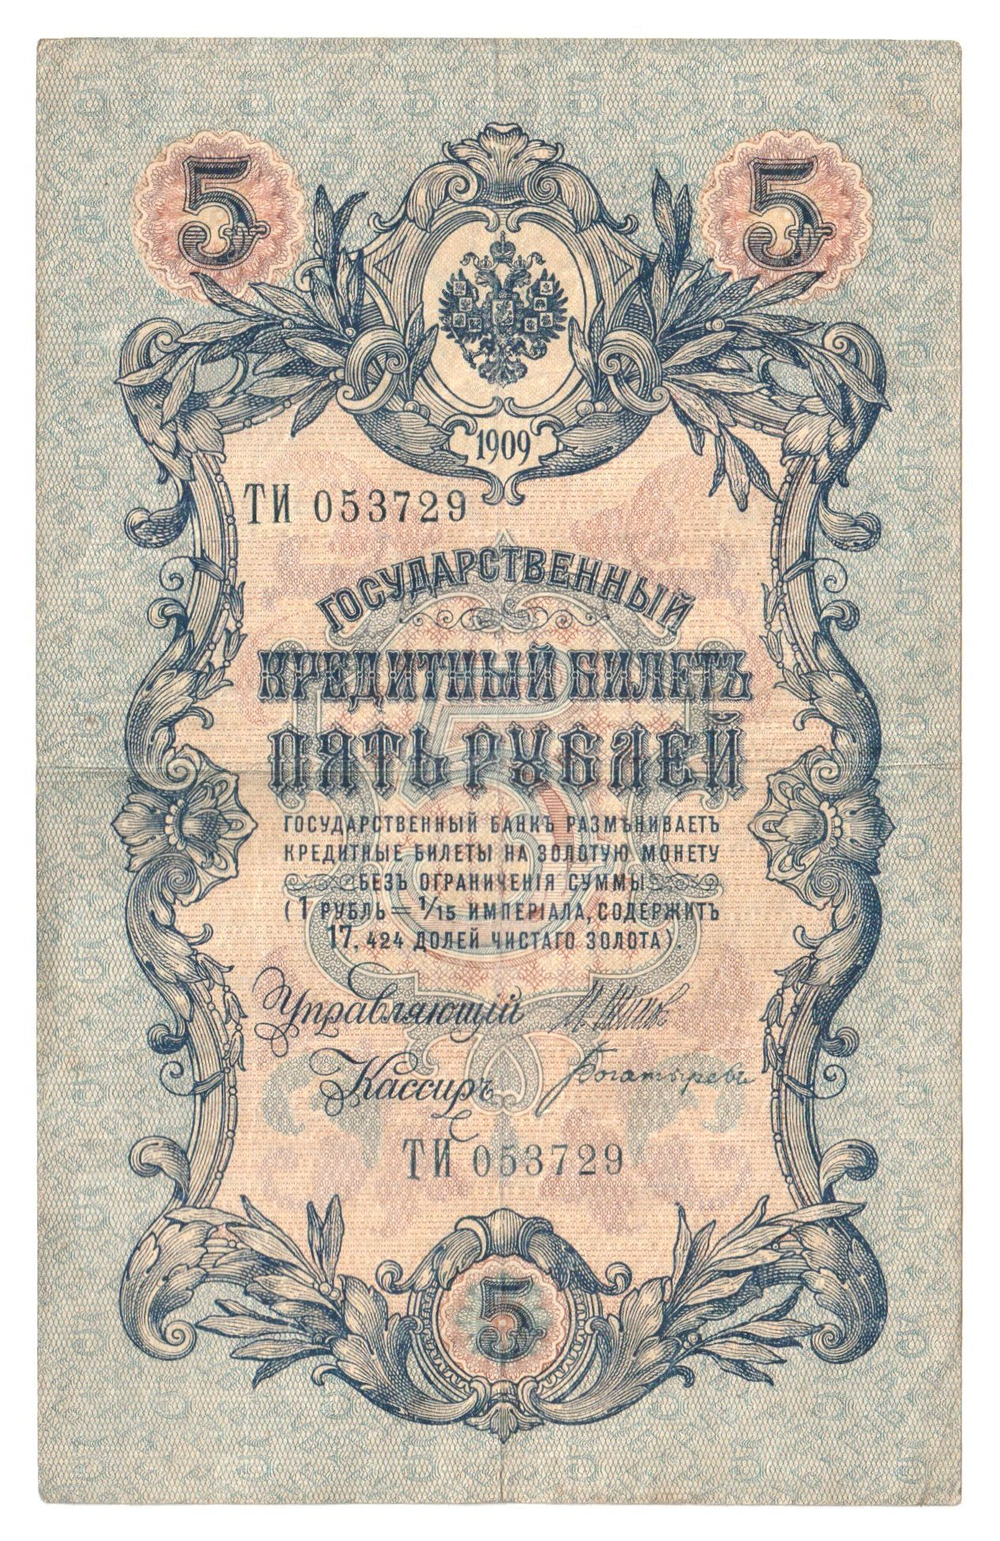 5 5
1909
ТИ 053729
ГОСУДАРСТВЕННЫЙ
КРЕДИТНЫЙ БИЛЕТЪ
ПЯТЬ РУБЛЕЙ
ГОСУДАРСТВЕННЫЙ БАНКЪ РАЗМѢНИВАЕТЪ
КРЕДИТНЫЕ БИЛЕТЫ НА ЗОЛОТУЮ МОНЕТУ
БЕЗЪ ОГРАНИЧЕНІЯ СУММЫ
(1 РУБЛЬ = 1/15 ИМПЕРІАЛА, СОДЕРЖИТЪ
17,424 ДОЛЕЙ ЧИСТАГО ЗОЛОТА).
Управляющій
Кассиръ Богатыревъ
ТИ 053729
5